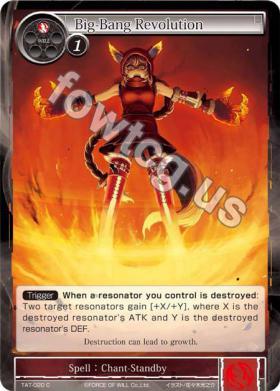 Big-Bang Revolution
WILL
1
fowtcg.us
Trigger When a resonator you control is destroyed:
Two target resonators gain [+X/+Y], where X is
the destroyed resonator's ATK and Y is the destroyed
resonator's DEF.
Destruction can lead to growth.
Spell : Chant-Standby
TAT-020 C
©FORCE OF WILL Co.,Ltd.